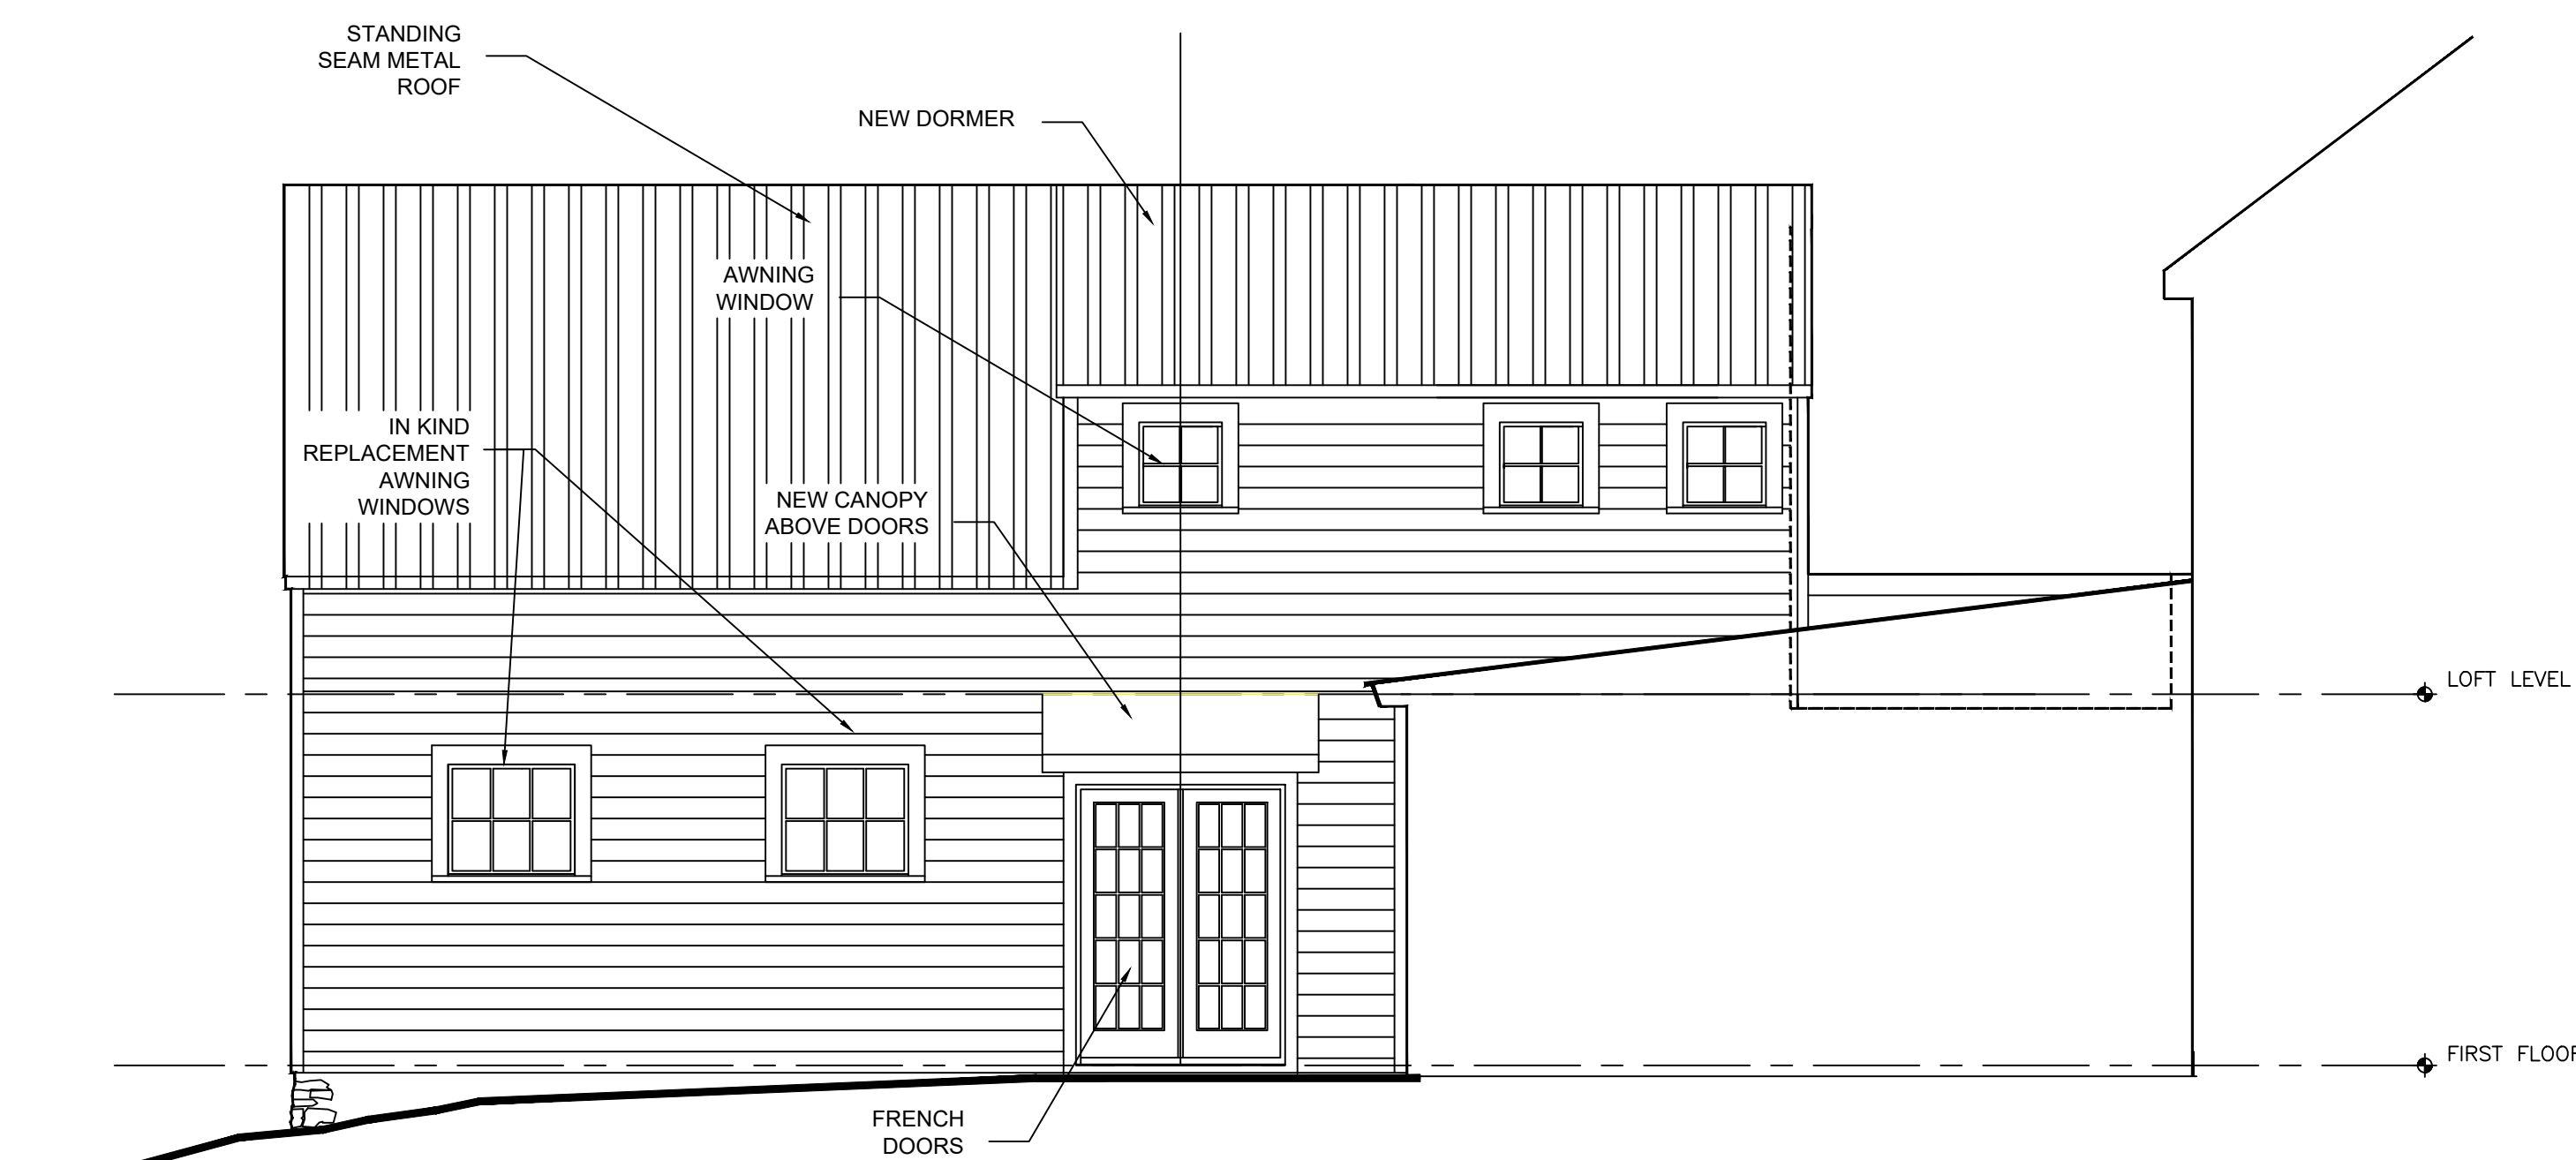 STANDING
SEAM METAL
ROOF
NEW DORMER
AWNING
WINDOW
IN KIND
REPLACEMENT
AWNING
WINDOWS
NEW CANOPY
ABOVE DOORS
LOFT LEVEL
FIRST FLOOR
FRENCH
DOORS